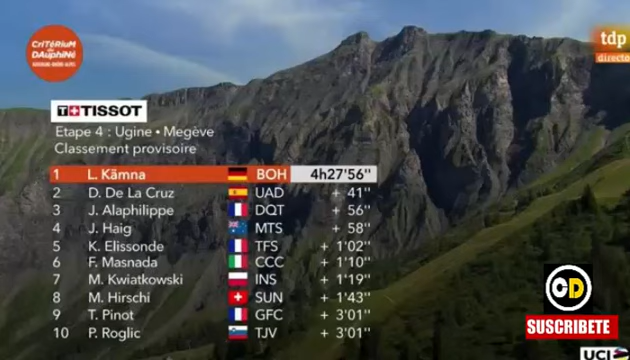 CRITÉRIUM
DU
DAUPHINÉ
AUVERGNE-RHÔNE-ALPES
tdp
directo
T+TISSOT
Etape 4 : Ugine • Megève
Classement provisoire
1 L. Kämna BOH 4h27'56''
2 D. De La Cruz UAD + 41''
3 J. Alaphilippe DQT + 56''
4 J. Haig MTS + 58''
5 K. Elissonde TFS + 1'02''
6 F. Masnada CCC + 1'10''
7 M. Kwiatkowski INS + 1'19''
8 M. Hirschi SUN + 1'43''
9 T. Pinot GFC + 3'01''
10 P. Roglic TJV + 3'01''
CD
SUSCRIBETE
UCI